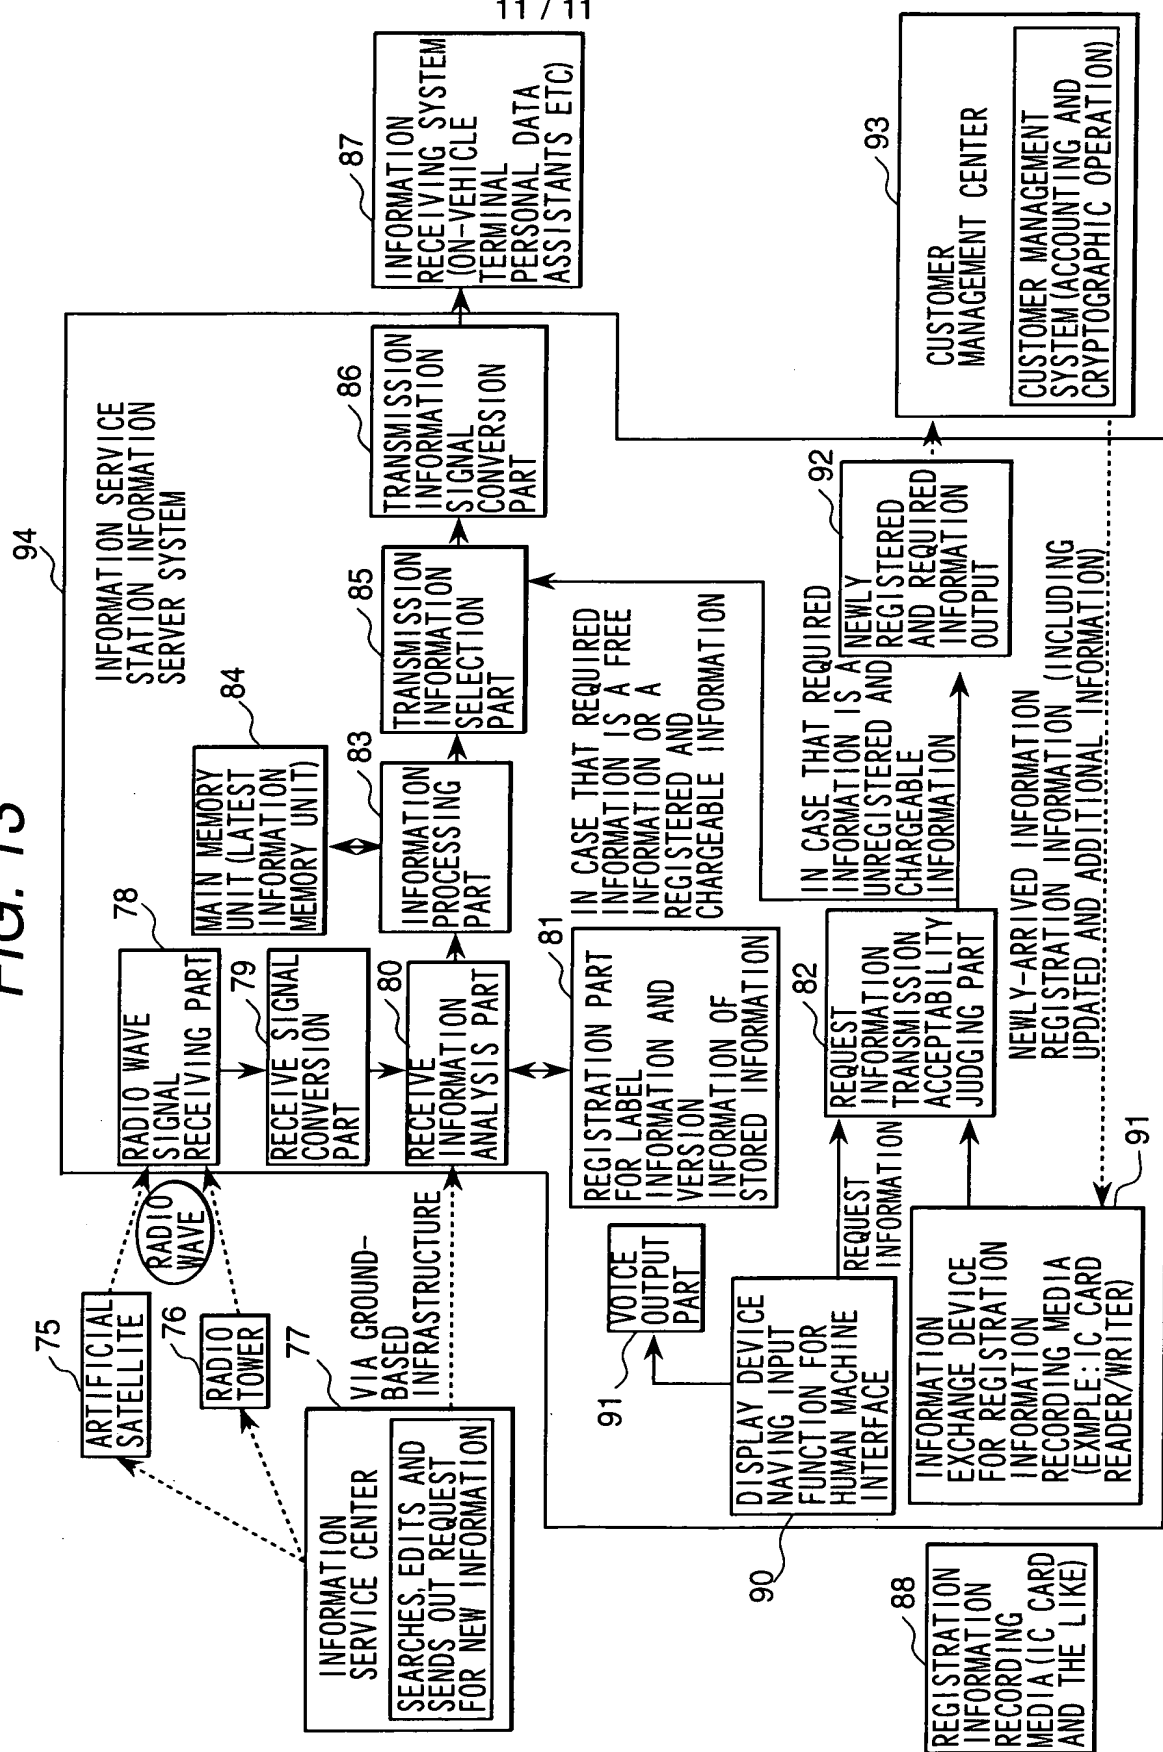 11 / 11
FIG. 13
94
INFORMATION SERVICE
STATION INFORMATION
SERVER SYSTEM
75
ARTIFICIAL
SATELLITE
76
RADIO
TOWER
RADIO
WAVE
77
INFORMATION
SERVICE CENTER
SEARCHES, EDITS AND
SENDS OUT REQUEST
FOR NEW INFORMATION
VIA GROUND-
BASED
INFRASTRUCTURE
78
RADIO WAVE
SIGNAL
RECEIVING PART
79
RECEIVE SIGNAL
CONVERSION
PART
80
RECEIVE
INFORMATION
ANALYSIS PART
81
REGISTRATION PART
FOR LABEL
INFORMATION AND
VERSION
INFORMATION OF
STORED INFORMATION
84
MAIN MEMORY
UNIT (LATEST
INFORMATION
MEMORY UNIT)
83
INFORMATION
PROCESSING
PART
85
TRANSMISSION
INFORMATION
SELECTION
PART
86
TRANSMISSION
INFORMATION
SIGNAL
CONVERSION
PART
87
INFORMATION
RECEIVING SYSTEM
(ON-VEHICLE
TERMINAL
PERSONAL DATA
ASSISTANTS ETC)
IN CASE THAT REQUIRED
INFORMATION IS A FREE
INFORMATION OR A
REGISTERED AND
CHARGEABLE INFORMATION
91
VOICE
OUTPUT
PART
90
DISPLAY DEVICE
NAVING INPUT
FUNCTION FOR
HUMAN MACHINE
INTERFACE
REQUEST
INFORMATION
82
REQUEST
INFORMATION
TRANSMISSION
ACCEPTABILITY
JUDGING PART
IN CASE THAT REQUIRED
INFORMATION IS A
UNREGISTERED AND
CHARGEABLE
INFORMATION
92
NEWLY
REGISTERED
AND REQUIRED
INFORMATION
OUTPUT
93
CUSTOMER
MANAGEMENT CENTER
CUSTOMER MANAGEMENT
SYSTEM (ACCOUNTING AND
CRYPTOGRAPHIC OPERATION)
NEWLY-ARRIVED INFORMATION
REGISTRATION INFORMATION (INCLUDING
UPDATED AND ADDITIONAL INFORMATION)
91
INFORMATION
EXCHANGE DEVICE
FOR REGISTRATION
INFORMATION
RECORDING MEDIA
(EXMPLE: IC CARD
READER/WRITER)
88
REGISTRATION
INFORMATION
RECORDING
MEDIA (IC CARD
AND THE LIKE)